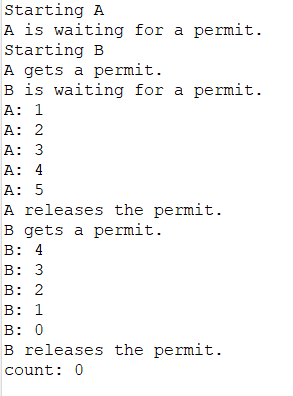 Starting A
A is waiting for a permit.
Starting B
A gets a permit.
B is waiting for a permit.
A: 1
A: 2
A: 3
A: 4
A: 5
A releases the permit.
B gets a permit.
B: 4
B: 3
B: 2
B: 1
B: 0
B releases the permit.
count: 0